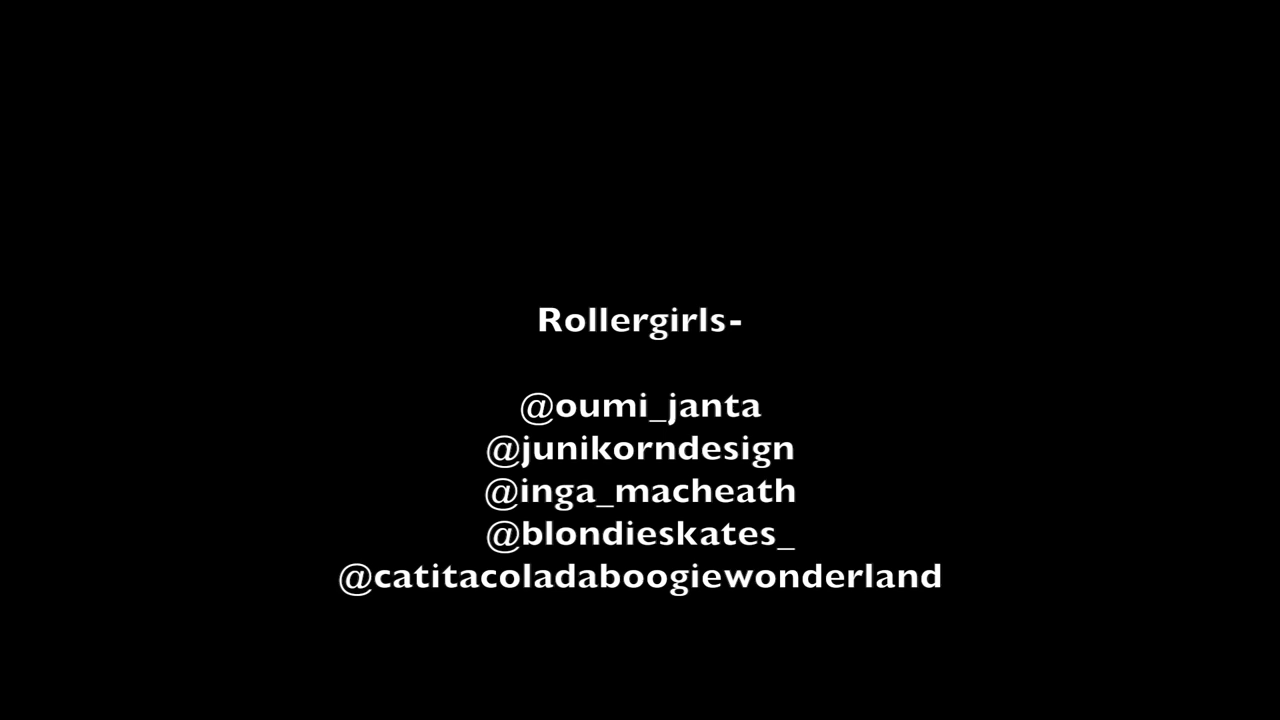 Rollergirls-
@oumi_janta
@junikorndesign
@inga_macheath
@blondieskates_
@catitacoladaboogiewonderland